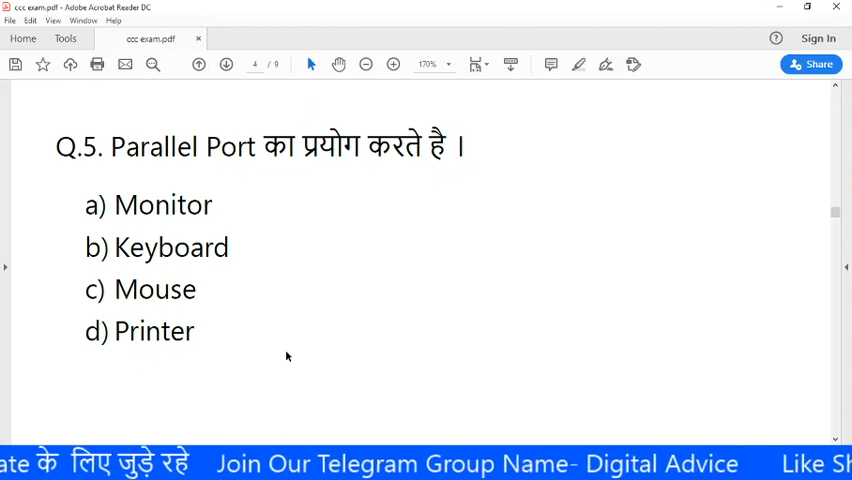 ccc exam.pdf - Adobe Acrobat Reader DC
File Edit View Window Help
Home Tools ccc exam.pdf × Sign In
4 / 9 170% Share
Q.5. Parallel Port का प्रयोग करते है ।
a) Monitor
b) Keyboard
c) Mouse
d) Printer
ate के लिए जुड़े रहे Join Our Telegram Group Name- Digital Advice Like Sh